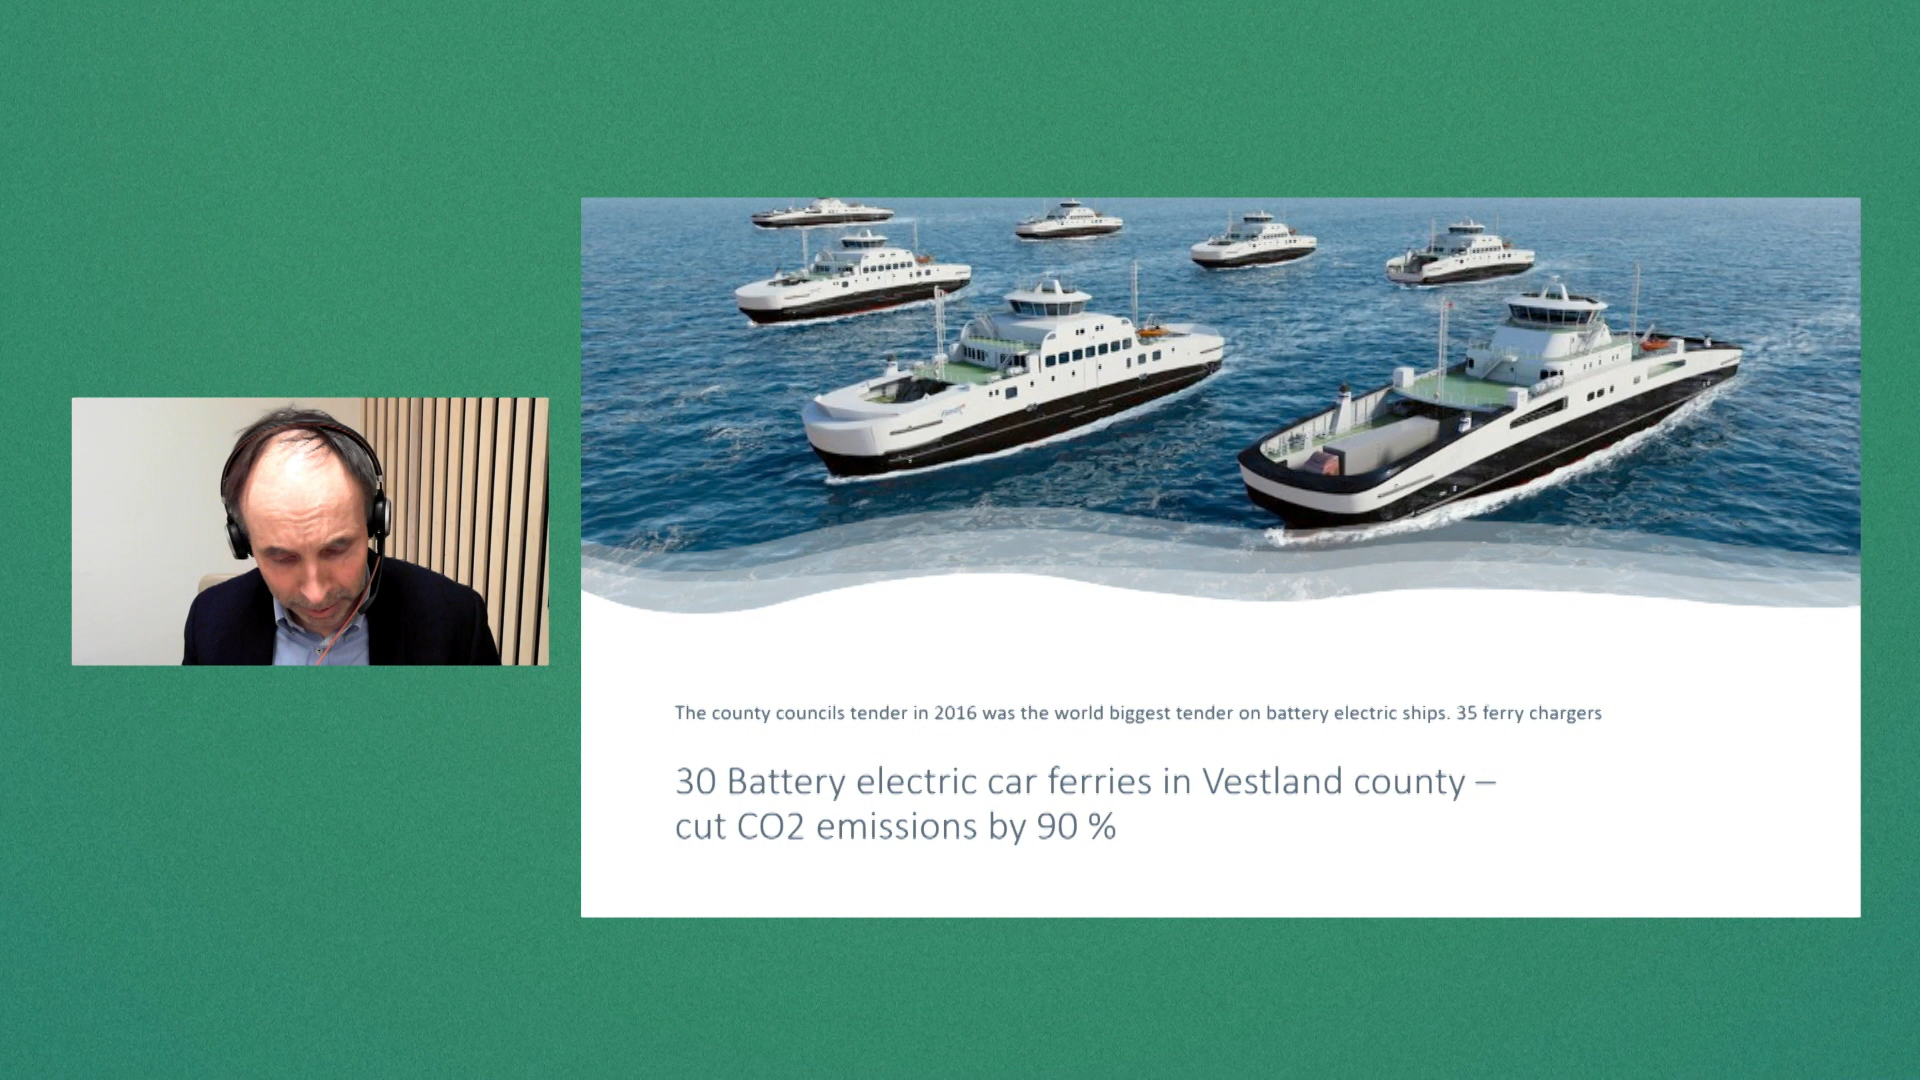 The county councils tender in 2016 was the world biggest tender on battery electric ships. 35 ferry chargers
30 Battery electric car ferries in Vestland county –
cut CO2 emissions by 90 %